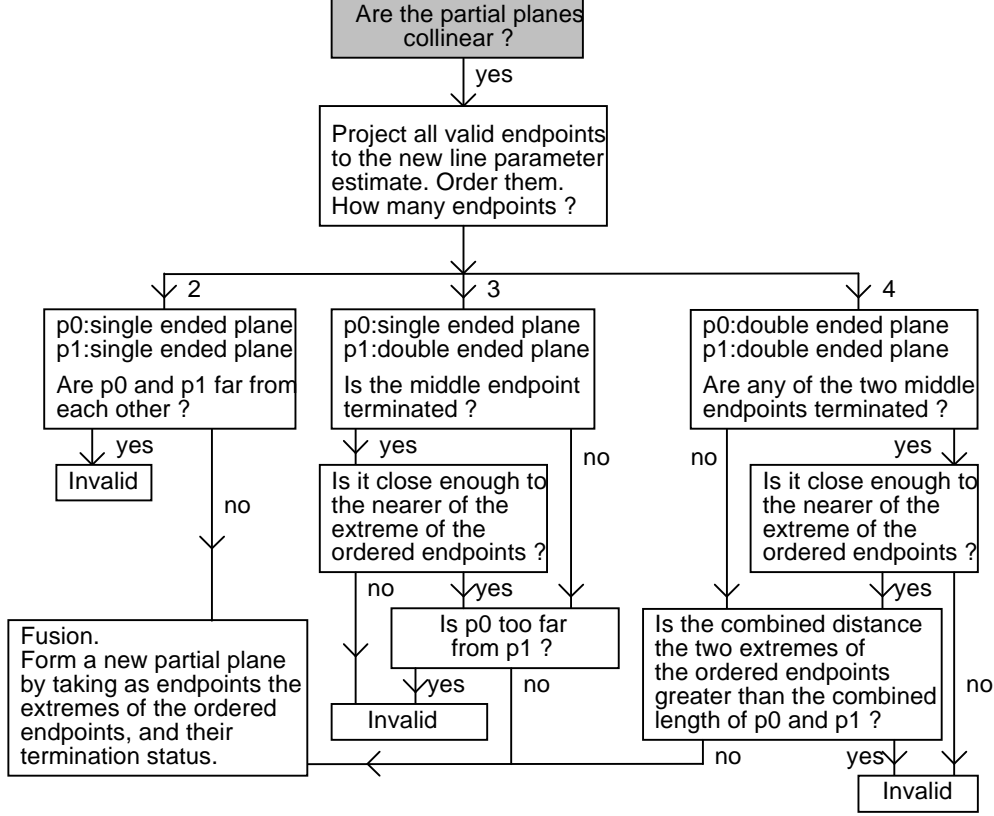 Are the partial planes
collinear ?
yes
Project all valid endpoints
to the new line parameter
estimate. Order them.
How many endpoints ?
2
p0:single ended plane
p1:single ended plane
Are p0 and p1 far from
each other ?
yes
Invalid
no
3
p0:single ended plane
p1:double ended plane
Is the middle endpoint
terminated ?
yes
no
Is it close enough to
the nearer of the
extreme of the
ordered endpoints ?
no
yes
Is p0 too far
from p1 ?
yes
no
Invalid
4
p0:double ended plane
p1:double ended plane
Are any of the two middle
endpoints terminated ?
no
yes
Is it close enough to
the nearer of the
extreme of the
ordered endpoints ?
yes
no
Is the combined distance
the two extremes of
the ordered endpoints
greater than the combined
length of p0 and p1 ?
no
yes
Invalid
Fusion.
Form a new partial plane
by taking as endpoints the
extremes of the ordered
endpoints, and their
termination status.